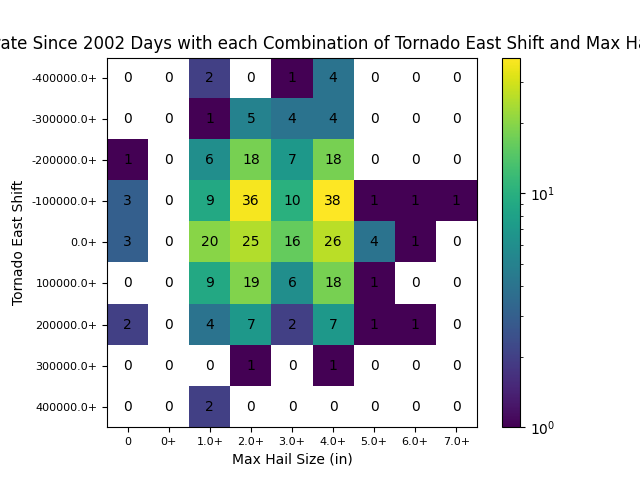 ate Since 2002 Days with each Combination of Tornado East Shift and Max Ha
-400000.0+ 0 0 2 0 1 4 0 0 0
-300000.0+ 0 0 1 5 4 4 0 0 0
-200000.0+ 1 0 6 18 7 18 0 0 0
-100000.0+ 3 0 9 36 10 38 1 1 1
0.0+ 3 0 20 25 16 26 4 1 0
100000.0+ 0 0 9 19 6 18 1 0 0
200000.0+ 2 0 4 7 2 7 1 1 0
300000.0+ 0 0 0 1 0 1 0 0 0
400000.0+ 0 0 2 0 0 0 0 0 0
0 0+ 1.0+ 2.0+ 3.0+ 4.0+ 5.0+ 6.0+ 7.0+
Max Hail Size (in)
Tornado East Shift
10¹
10⁰